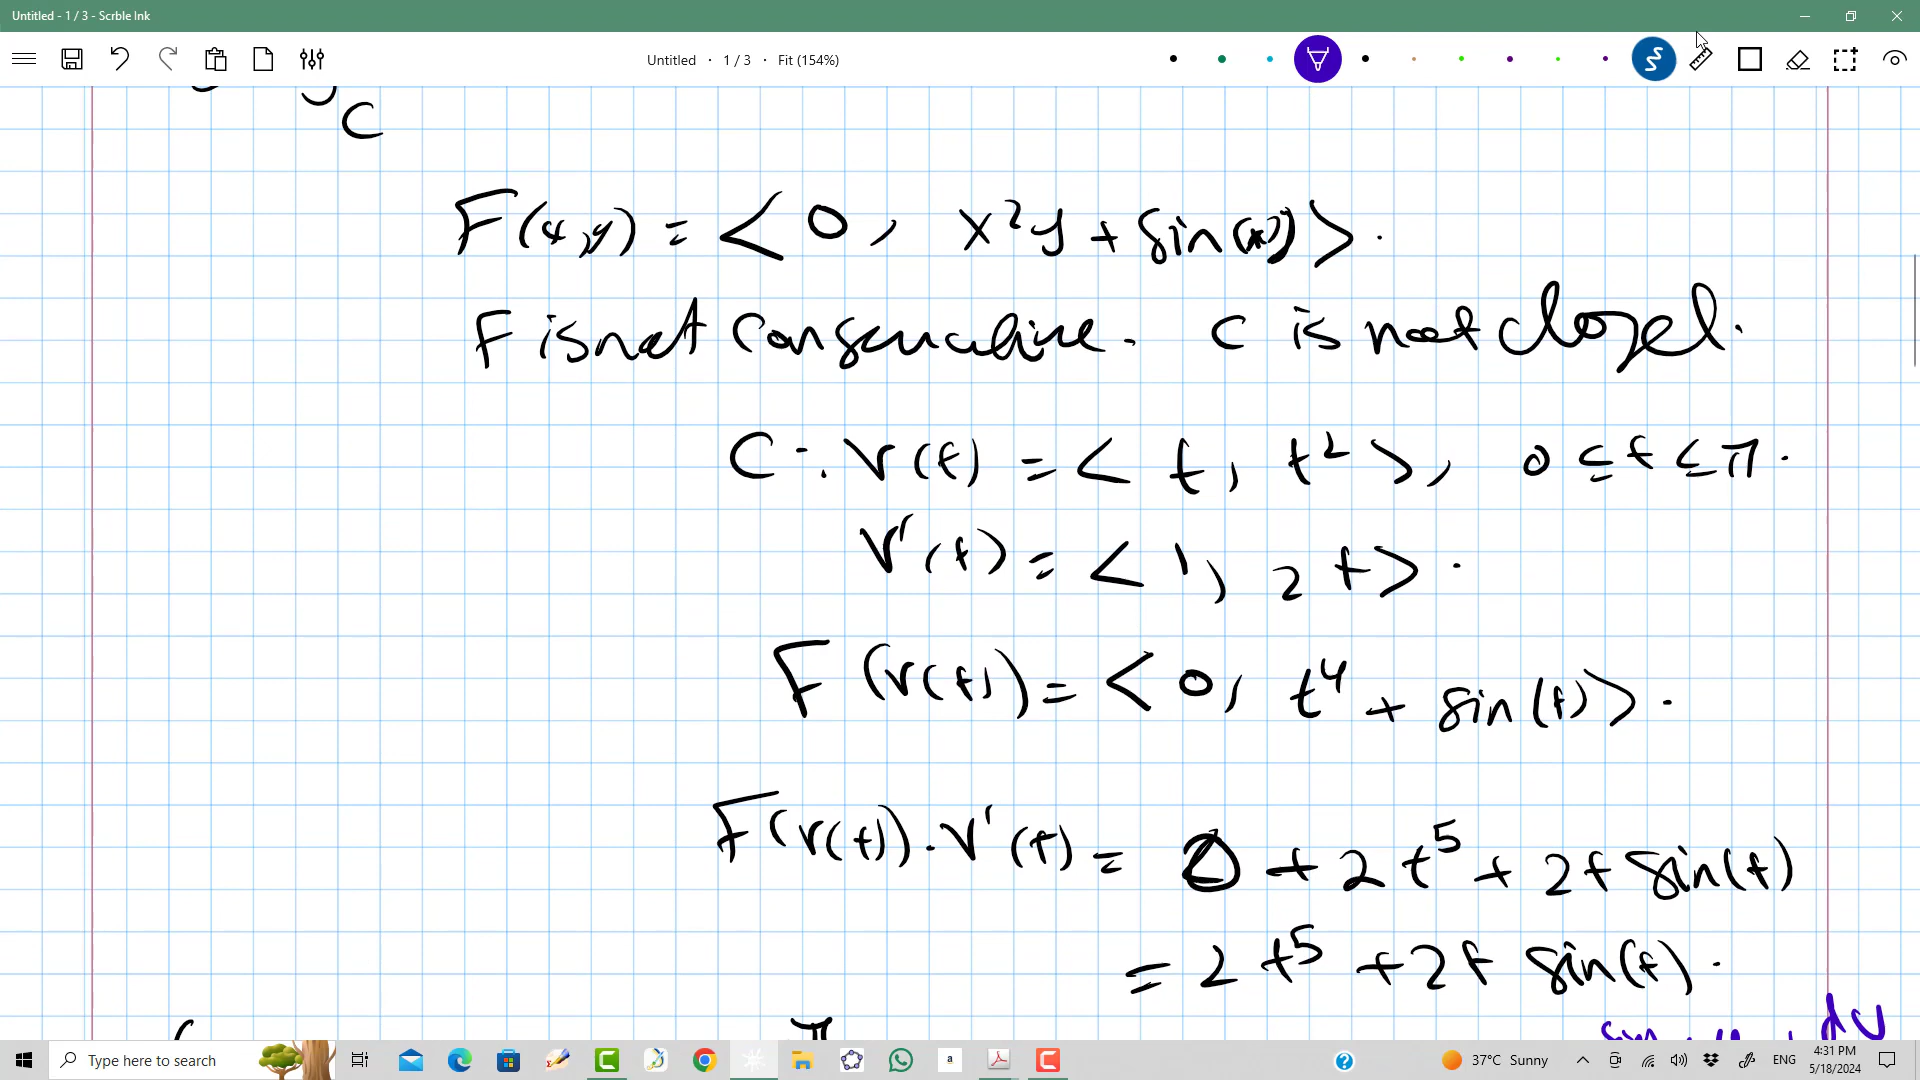 Untitled - 1 / 3 - Scrble Ink
Untitled · 1 / 3 · Fit (154%)
C
F(x,y) = < 0, x²y + sin(x) > .
F is not conservative. C is not closed.
C : r(t) = < t, t² >, 0 ≤ t ≤ π .
r'(t) = < 1, 2t > .
F(r(t)) = < 0, t⁴ + sin(t) > .
F(r(t)) · r'(t) = 0 + 2t⁵ + 2t sin(t)
= 2t⁵ + 2t sin(t) .
π
dv
Type here to search
a
37°C Sunny
ENG
4:31 PM
5/18/2024